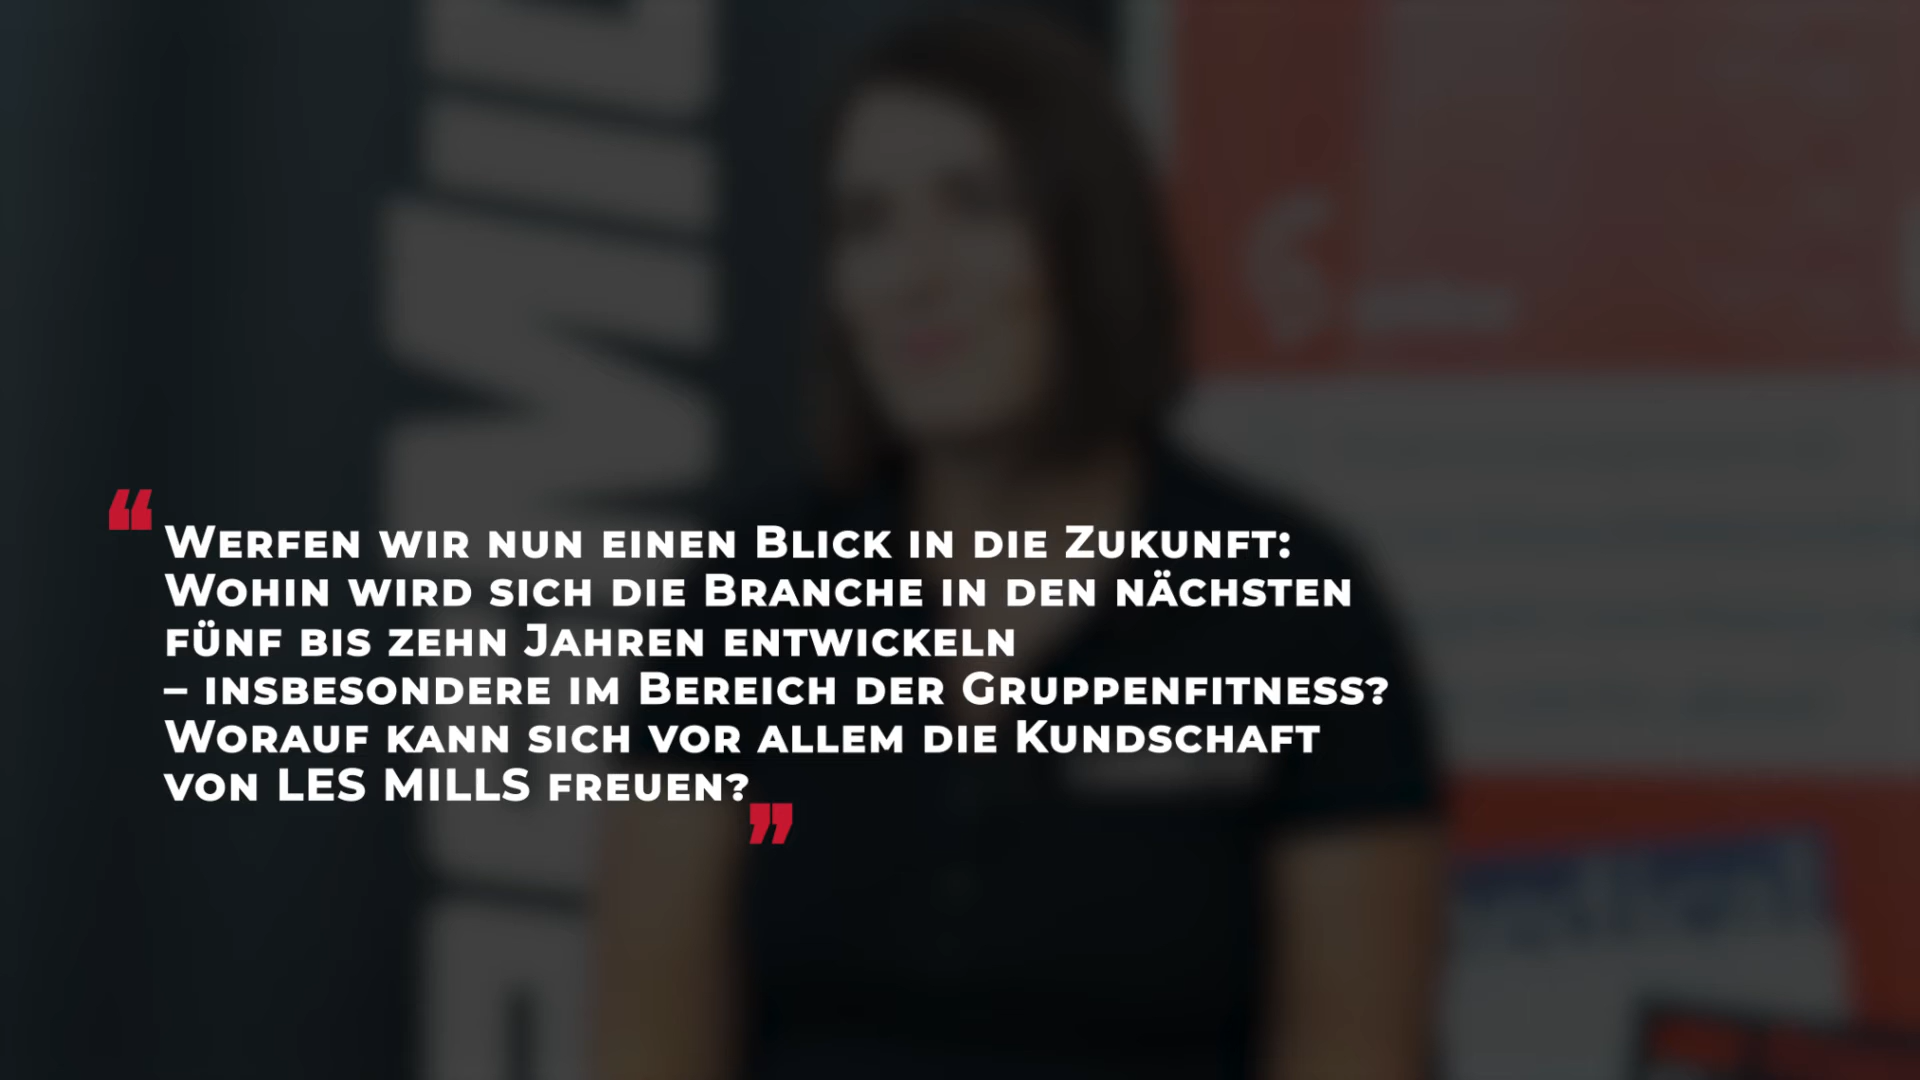 ❝Werfen wir nun einen Blick in die Zukunft:
Wohin wird sich die Branche in den nächsten
fünf bis zehn Jahren entwickeln
– insbesondere im Bereich der Gruppenfitness?
Worauf kann sich vor allem die Kundschaft
von LES MILLS freuen?❞